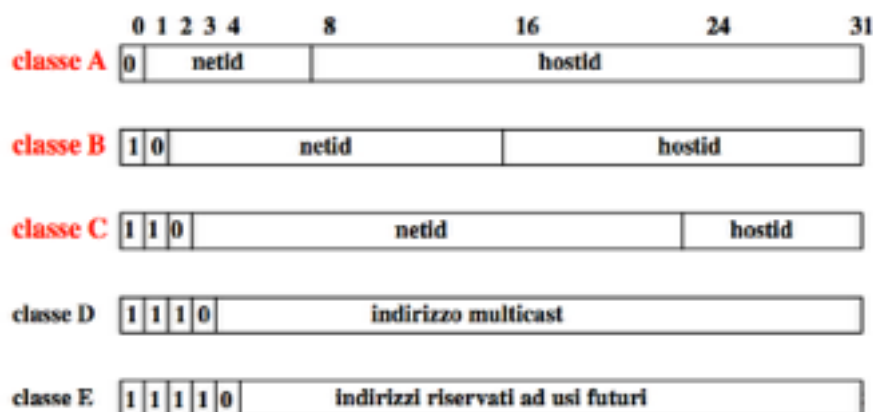 0 1 2 3 4 8 16 24 31
classe A 0 netid hostid
classe B 1 0 netid hostid
classe C 1 1 0 netid hostid
classe D 1 1 1 0 indirizzo multicast
classe E 1 1 1 1 0 indirizzi riservati ad usi futuri